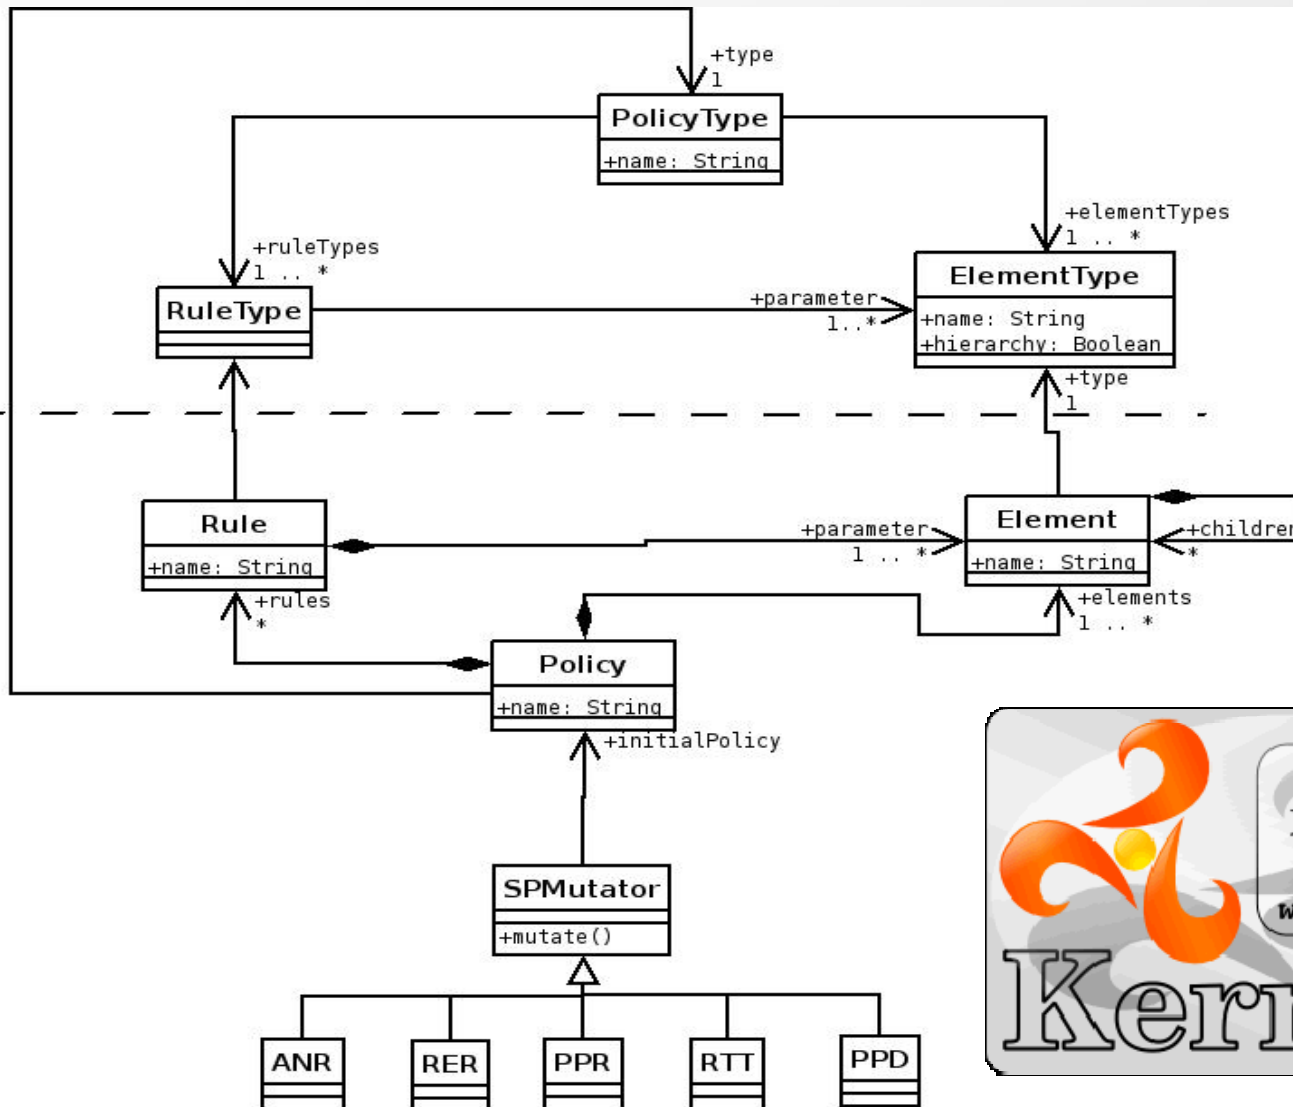 +type
1
PolicyType
+name: String
+elementTypes
1 .. *
+ruleTypes
1 .. *
ElementType
+name: String
+hierarchy: Boolean
RuleType
+parameter
1..*
+type
1
Rule
+name: String
+parameter
1 .. *
Element
+name: String
+children
*
+rules
*
+elements
1 .. *
Policy
+name: String
+initialPolicy
SPMutator
+mutate()
ANR
RER
PPR
RTT
PPD
Ker